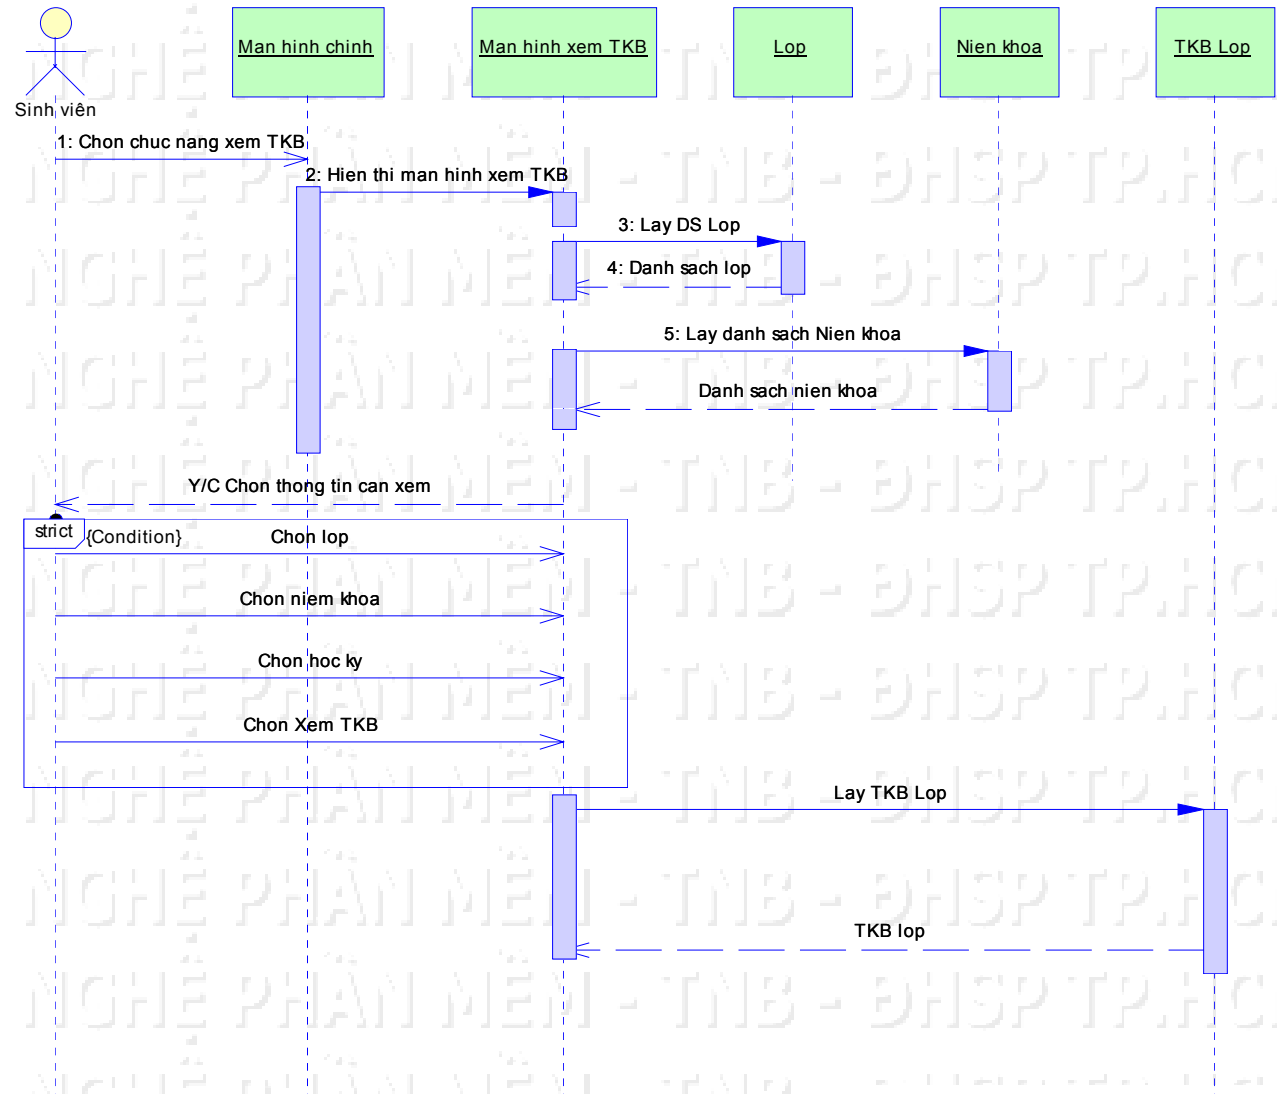 Man hinh chinh
Man hinh xem TKB
Lop
Nien khoa
TKB Lop
Sinh viên
1: Chon chuc nang xem TKB
2: Hien thi man hinh xem TKB
3: Lay DS Lop
4: Danh sach lop
5: Lay danh sach Nien khoa
Danh sach nien khoa
Y/C Chon thong tin can xem
strict
{Condition}
Chon lop
Chon niem khoa
Chon hoc ky
Chon Xem TKB
Lay TKB Lop
TKB lop